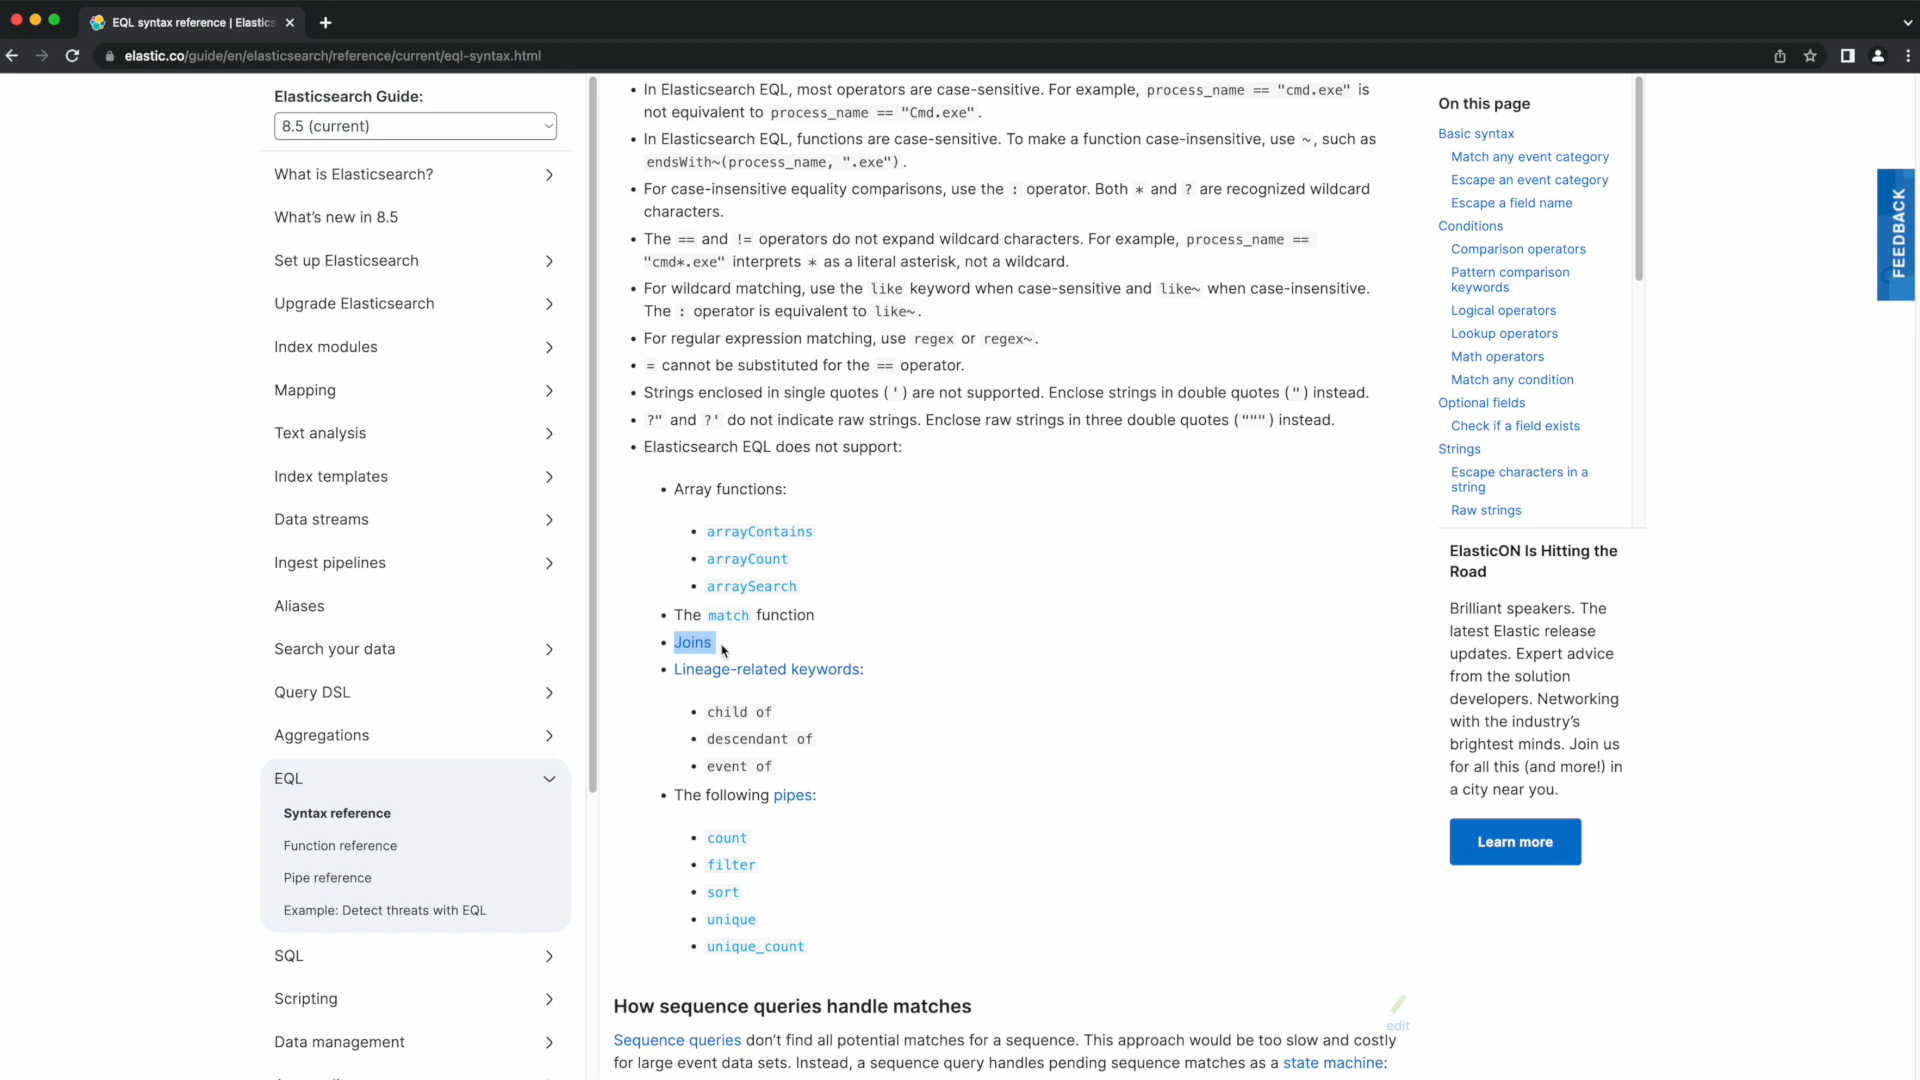 EQL syntax reference | Elastic
elastic.co/guide/en/elasticsearch/reference/current/eql-syntax.html
Elasticsearch Guide:
8.5 (current)
What is Elasticsearch?
What's new in 8.5
Set up Elasticsearch
Upgrade Elasticsearch
Index modules
Mapping
Text analysis
Index templates
Data streams
Ingest pipelines
Aliases
Search your data
Query DSL
Aggregations
EQL
Syntax reference
Function reference
Pipe reference
Example: Detect threats with EQL
SQL
Scripting
Data management
• In Elasticsearch EQL, most operators are case-sensitive. For example, process_name == "cmd.exe" is
not equivalent to process_name == "Cmd.exe".
• In Elasticsearch EQL, functions are case-sensitive. To make a function case-insensitive, use ~, such as
endsWith~(process_name, ".exe").
• For case-insensitive equality comparisons, use the : operator. Both * and ? are recognized wildcard
characters.
• The == and != operators do not expand wildcard characters. For example, process_name ==
"cmd*.exe" interprets * as a literal asterisk, not a wildcard.
• For wildcard matching, use the like keyword when case-sensitive and like~ when case-insensitive.
The : operator is equivalent to like~.
• For regular expression matching, use regex or regex~.
• = cannot be substituted for the == operator.
• Strings enclosed in single quotes (') are not supported. Enclose strings in double quotes (") instead.
• ?" and ?' do not indicate raw strings. Enclose raw strings in three double quotes (""") instead.
• Elasticsearch EQL does not support:
• Array functions:
• arrayContains
• arrayCount
• arraySearch
• The match function
• Joins
• Lineage-related keywords:
• child of
• descendant of
• event of
• The following pipes:
• count
• filter
• sort
• unique
• unique_count
How sequence queries handle matches
edit
Sequence queries don't find all potential matches for a sequence. This approach would be too slow and costly
for large event data sets. Instead, a sequence query handles pending sequence matches as a state machine:
On this page
Basic syntax
Match any event category
Escape an event category
Escape a field name
Conditions
Comparison operators
Pattern comparison
keywords
Logical operators
Lookup operators
Math operators
Match any condition
Optional fields
Check if a field exists
Strings
Escape characters in a
string
Raw strings
ElasticON Is Hitting the
Road
Brilliant speakers. The
latest Elastic release
updates. Expert advice
from the solution
developers. Networking
with the industry's
brightest minds. Join us
for all this (and more!) in
a city near you.
Learn more
FEEDBACK